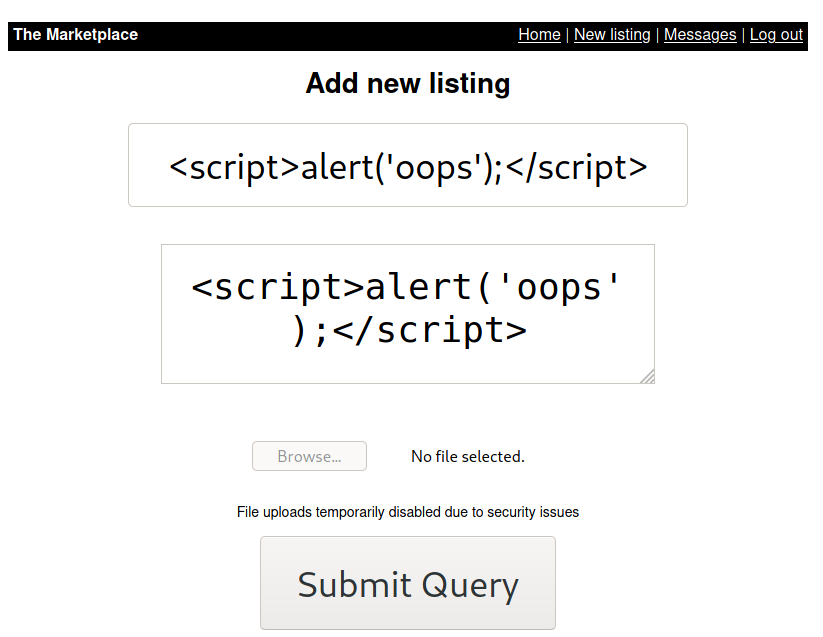 The Marketplace
Home | New listing | Messages | Log out
Add new listing
<script>alert('oops');</script>
<script>alert('oops'
);</script>
Browse...
No file selected.
File uploads temporarily disabled due to security issues
Submit Query